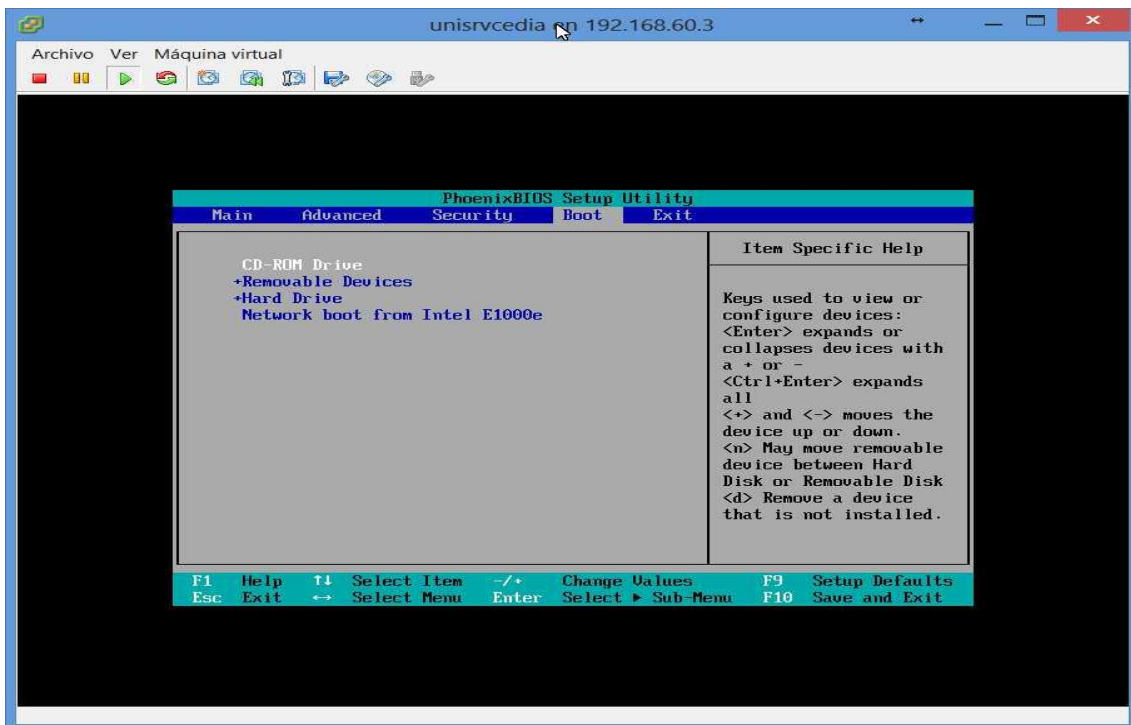 unisrvcedia en 192.168.60.3
Archivo Ver Máquina virtual
PhoenixBIOS Setup Utility
Main Advanced Security Boot Exit
CD-ROM Drive
+Removable Devices
+Hard Drive
Network boot from Intel E1000e
Item Specific Help
Keys used to view or
configure devices:
<Enter> expands or
collapses devices with
a + or -
<Ctrl+Enter> expands
all
<+> and <-> moves the
device up or down.
<n> May move removable
device between Hard
Disk or Removable Disk
<d> Remove a device
that is not installed.
F1 Help ↑↓ Select Item -/+ Change Values F9 Setup Defaults
Esc Exit ↔ Select Menu Enter Select ▶ Sub-Menu F10 Save and Exit